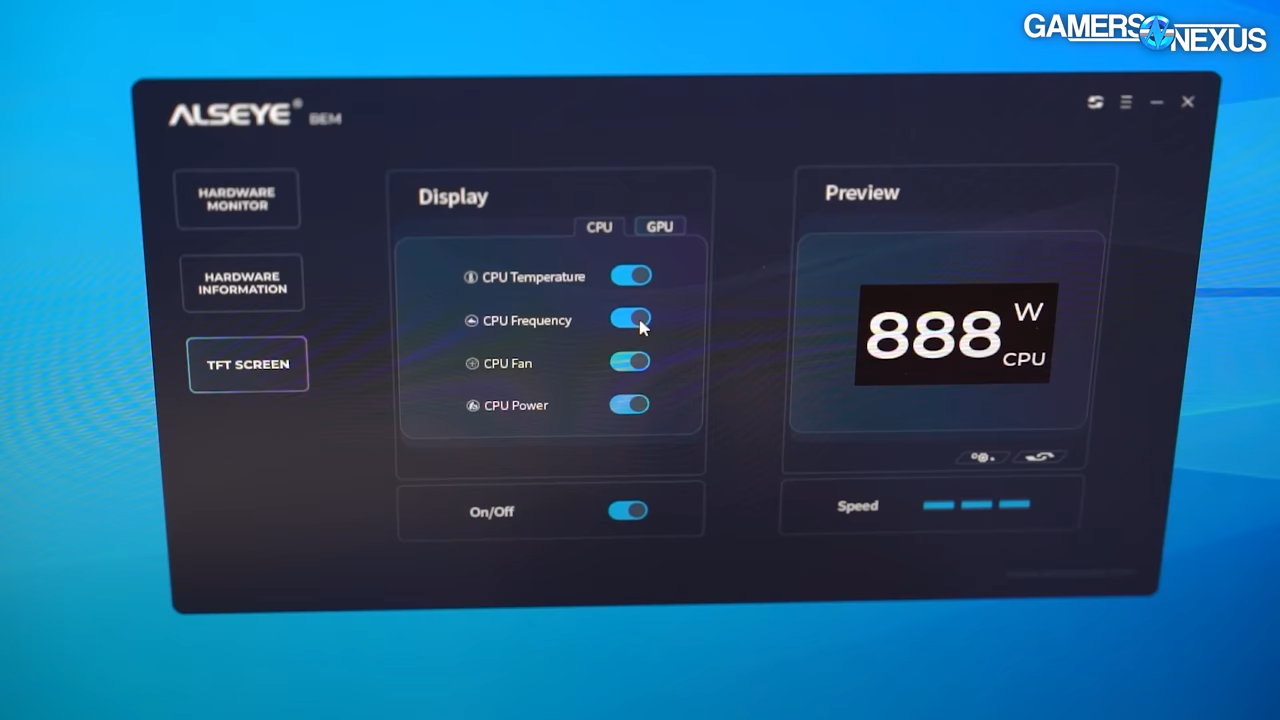 GAMERS NEXUS
ALSEYE® BEM
HARDWARE
MONITOR
HARDWARE
INFORMATION
TFT SCREEN
Display
CPU
GPU
CPU Temperature
CPU Frequency
CPU Fan
CPU Power
On/Off
Preview
888
W
CPU
Speed